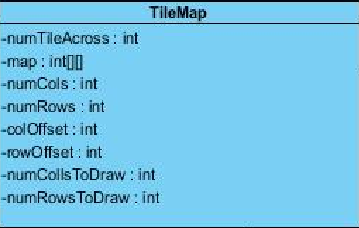 TileMap
-numTileAcross : int
-map : int[][]
-numCols : int
-numRows : int
-colOffset : int
-rowOffset : int
-numCollsToDraw : int
-numRowsToDraw : int